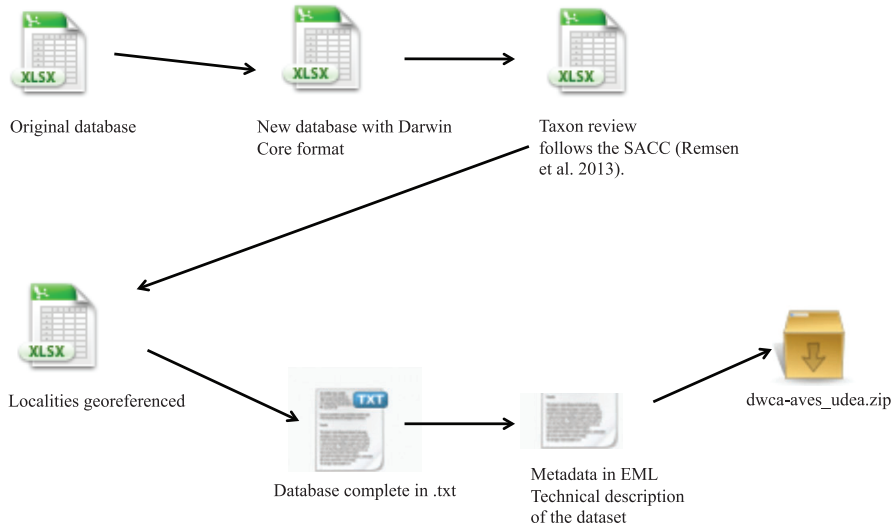 XLSX
XLSX
XLSX
Original database
New database with Darwin
Core format
Taxon review
follows the SACC (Remsen
et al. 2013).
XLSX
Localities georeferenced
TXT
Database complete in .txt
Metadata in EML
Technical description
of the dataset
dwca-aves_udea.zip